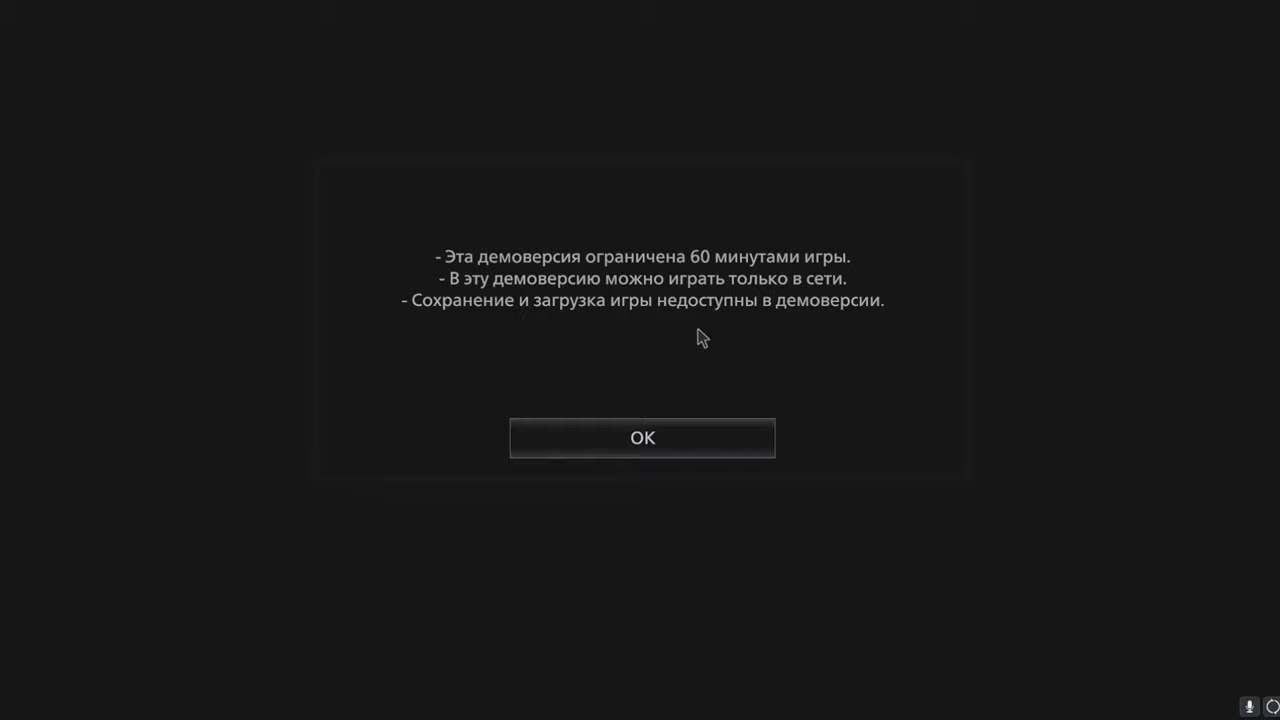 - Эта демоверсия ограничена 60 минутами игры.
- В эту демоверсию можно играть только в сети.
- Сохранение и загрузка игры недоступны в демоверсии.
OK